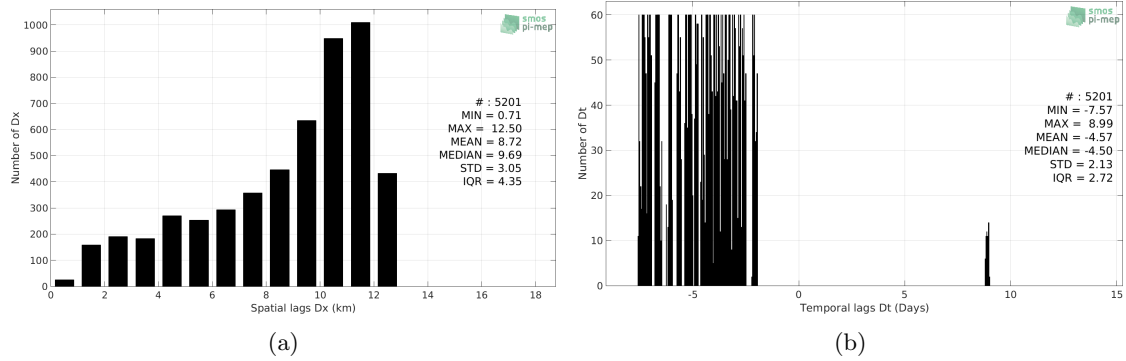 1000
900
800
700
600
500
400
300
200
100
0
Number of Dx
0 2 4 6 8 10 12 14 16 18
Spatial lags Dx (km)
smos
pi-mep
# : 5201
MIN = 0.71
MAX = 12.50
MEAN = 8.72
MEDIAN = 9.69
STD = 3.05
IQR = 4.35
(a)
60
50
40
30
20
10
0
Number of Dt
-5 0 5 10 15
Temporal lags Dt (Days)
smos
pi-mep
# : 5201
MIN = -7.57
MAX = 8.99
MEAN = -4.57
MEDIAN = -4.50
STD = 2.13
IQR = 2.72
(b)